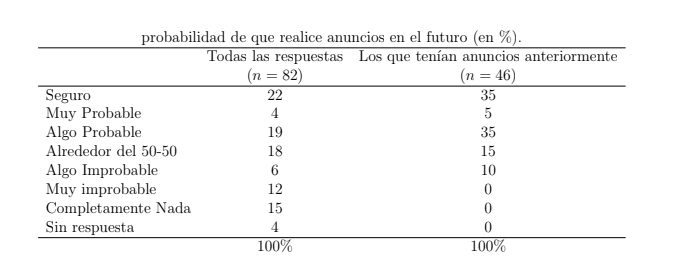 probabilidad de que realice anuncios en el futuro (en %).
Todas las respuestas Los que tenían anuncios anteriormente
(n = 82) (n = 46)
Seguro 22 35
Muy Probable 4 5
Algo Probable 19 35
Alrededor del 50-50 18 15
Algo Improbable 6 10
Muy improbable 12 0
Completamente Nada 15 0
Sin respuesta 4 0
100% 100%